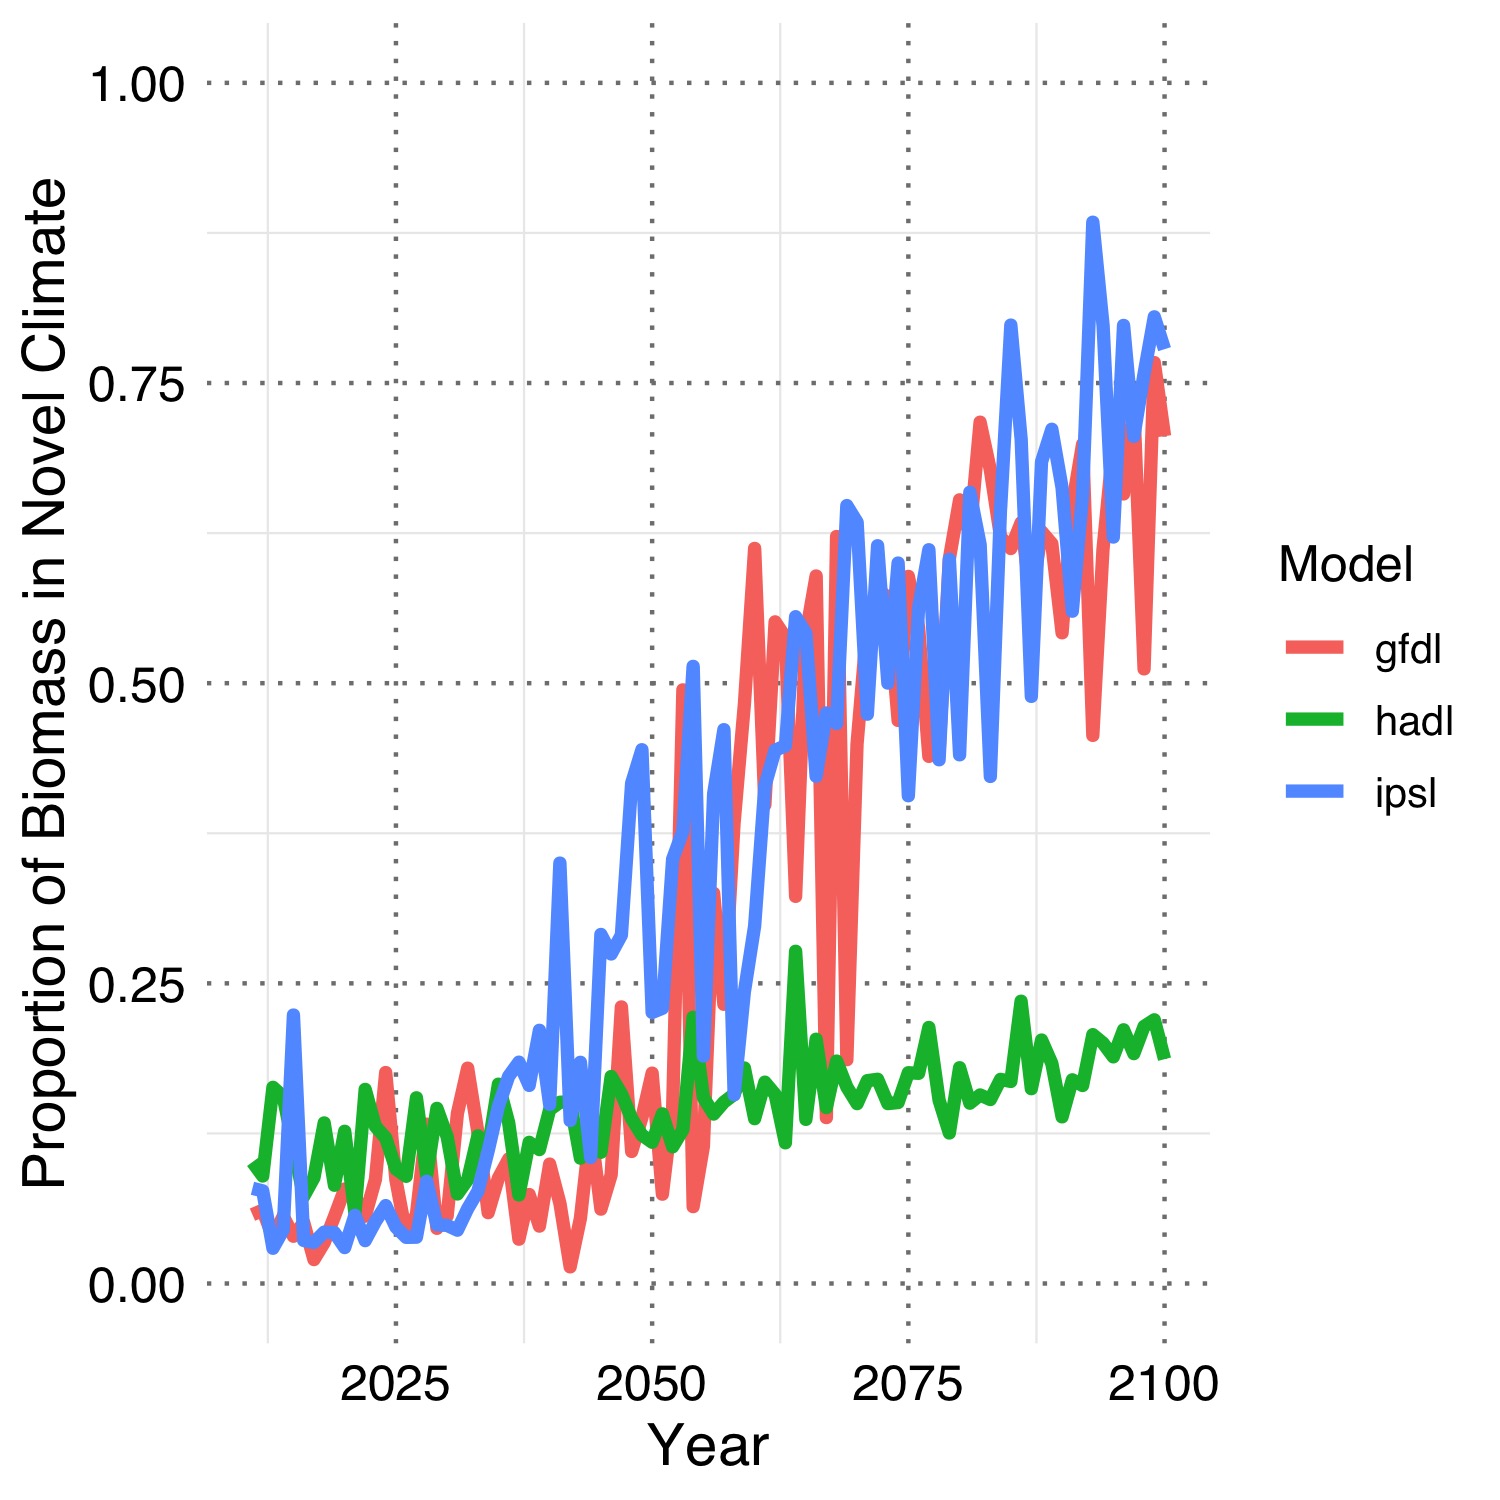 Proportion of Biomass in Novel Climate
1.00
0.75
0.50
0.25
0.00
2025 2050 2075 2100
Year
Model
gfdl
hadl
ipsl